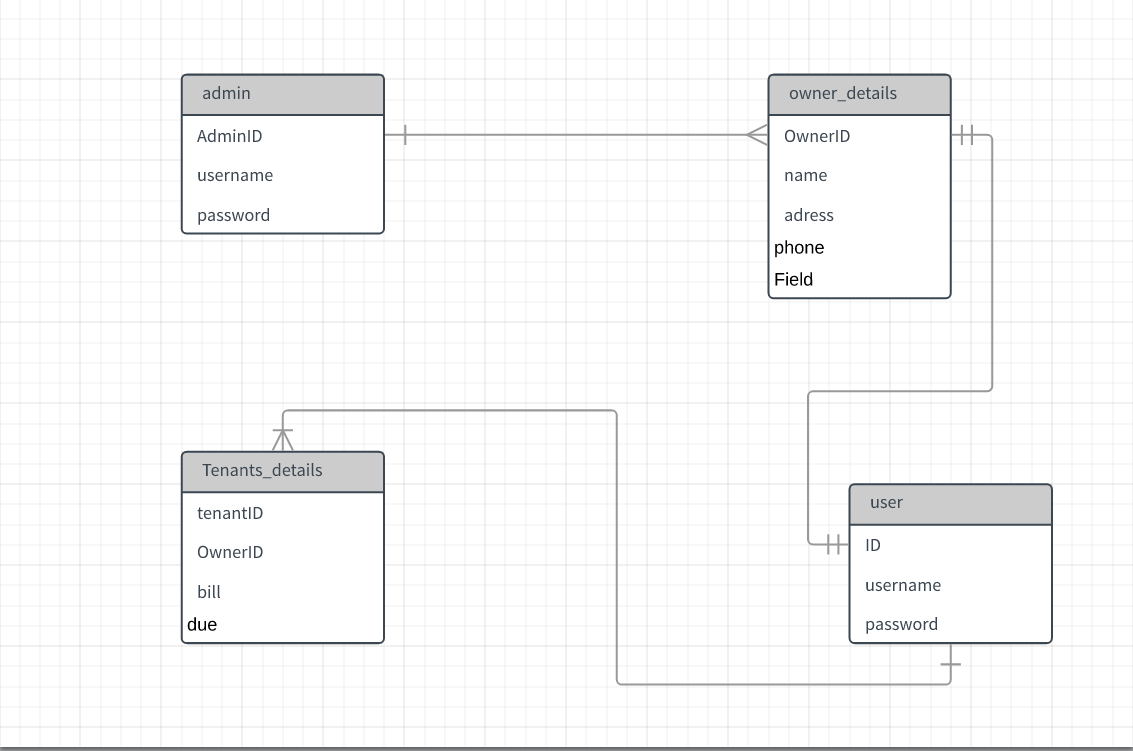 admin
AdminID
username
password
owner_details
OwnerID
name
adress
phone
Field
Tenants_details
tenantID
OwnerID
bill
due
user
ID
username
password